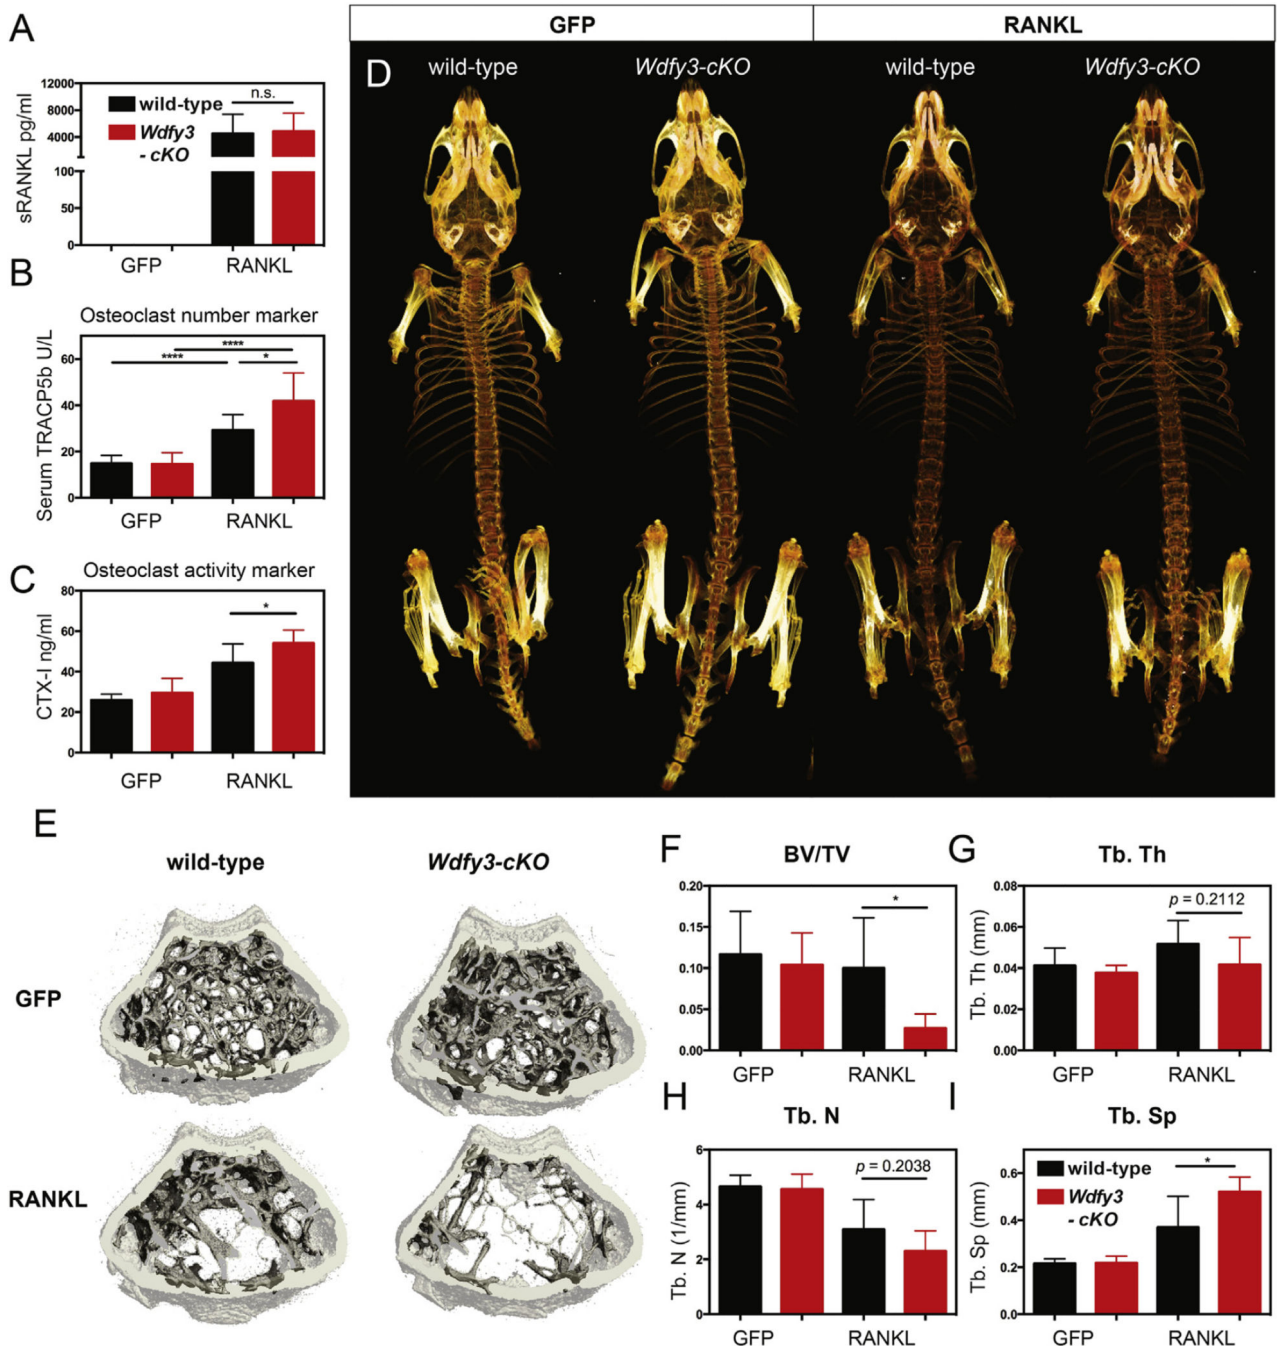 A
sRANKL pg/ml
12000
8000
4000
100
50
0
wild-type
Wdfy3
- cKO
n.s.
GFP
RANKL
B
Osteoclast number marker
Serum TRACP5b U/L
60
40
20
0
****
****
*
GFP
RANKL
C
Osteoclast activity marker
CTX-I ng/ml
80
60
40
20
0
*
GFP
RANKL
GFP
RANKL
D
wild-type
Wdfy3-cKO
wild-type
Wdfy3-cKO
E
wild-type
Wdfy3-cKO
GFP
RANKL
F
BV/TV
0.20
0.15
0.10
0.05
0.00
*
GFP
RANKL
G
Tb. Th
Tb. Th (mm)
0.08
0.06
0.04
0.02
0.00
p = 0.2112
GFP
RANKL
H
Tb. N
Tb. N (1/mm)
6
4
2
0
p = 0.2038
GFP
RANKL
I
Tb. Sp
Tb. Sp (mm)
0.6
0.4
0.2
0.0
wild-type
Wdfy3
- cKO
*
GFP
RANKL